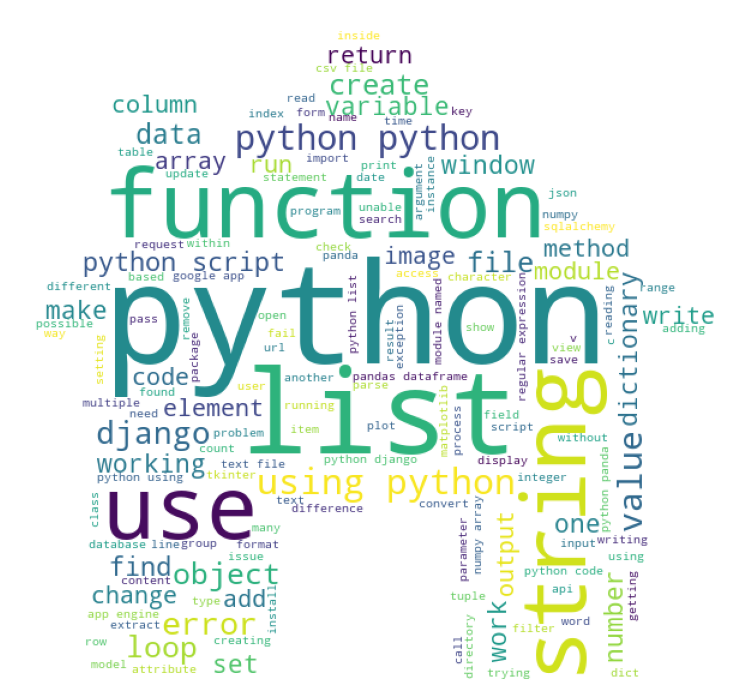 inside
return
csv file
create
column
read
variable
index
form
name
key
time
data
python python
table
array
run
import
print
window
update
statement
date
argument
instance
function
json
program
unable
search
numpy
sqlalchemy
request
within
check
method
python script
panda
image
file
different
based
google app
access
character
module
range
make
possible
way
pass
remove
python
open
python list
result
exception
module named
show
regular expression
v
view
save
c
reading
write
adding
dictionary
setting
package
fail
url
code
found
user
another
pandas dataframe
parse
list
string
multiple
need
element
running
item
plot
matplotlib
process
field
script
django
problem
count
python django
display
without
python panda
value
working
text file
python using
tkinter
using python
integer
class
use
text
difference
many
convert
parameter
numpy array
output
one
input
writing
database
line
group
format
issue
using
find
content
object
install
type
python code
getting
change
add
tuple
api
number
app engine
extract
error
work
directory
filter
word
row
loop
creating
call
model
attribute
set
trying
dict